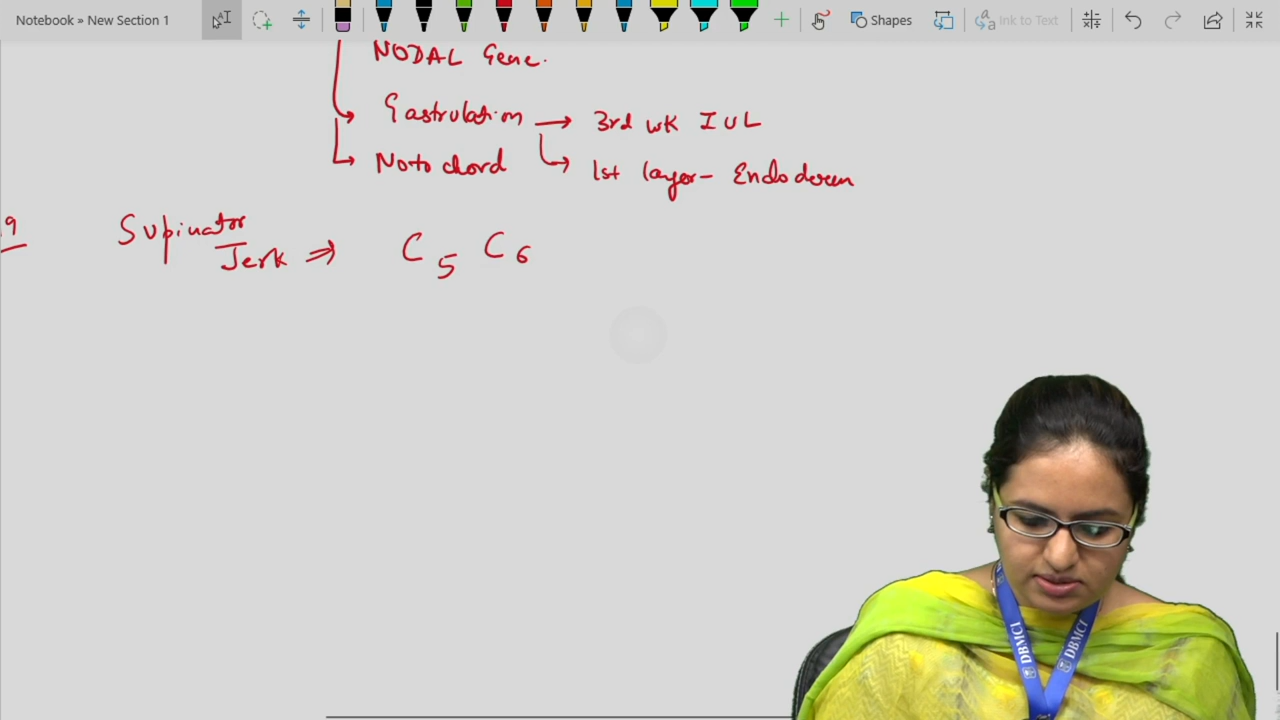 Notebook » New Section 1
Shapes
Ink to Text
NODAL Gene.
Gastrulation → 3rd wk IUL
Notochord
1st layer- Endoderm
9
Supinator
Jerk ⇒ C5 C6
DBMCI
DBMCI